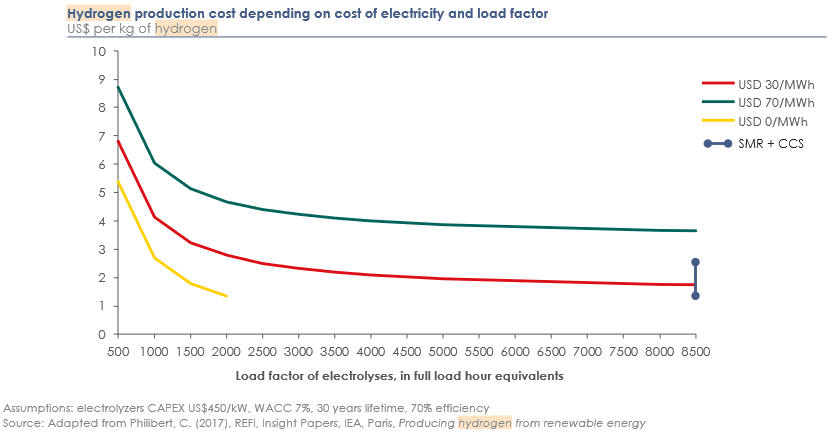 Hydrogen production cost depending on cost of electricity and load factor
US$ per kg of hydrogen
10
9
8
7
6
5
4
3
2
1
0
USD 30/MWh
USD 70/MWh
USD 0/MWh
SMR + CCS
500 1000 1500 2000 2500 3000 3500 4000 4500 5000 6000 6500 7000 7500 8000 8500
Load factor of electrolyses, in full load hour equivalents
Assumptions: electrolyzers CAPEX US$450/kW, WACC 7%, 30 years lifetime, 70% efficiency
Source: Adapted from Philibert, C. (2017), REFI, Insight Papers, IEA, Paris, Producing hydrogen from renewable energy